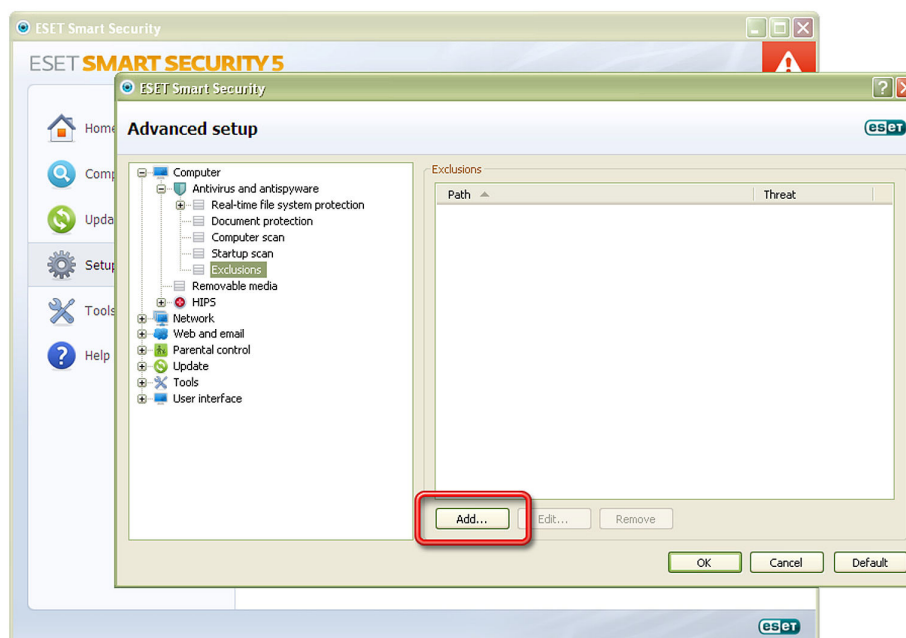 ESET Smart Security
ESET SMART SECURITY 5
ESET Smart Security
Advanced setup
eset
Home
Setup
Tools
Help
Computer
Antivirus and antispyware
Real-time file system protection
Document protection
Computer scan
Startup scan
Exclusions
Removable media
HIPS
Network
Web and email
Parental control
Update
Tools
User interface
Exclusions
Path Threat
Add... Edit... Remove
OK Cancel Default
eset